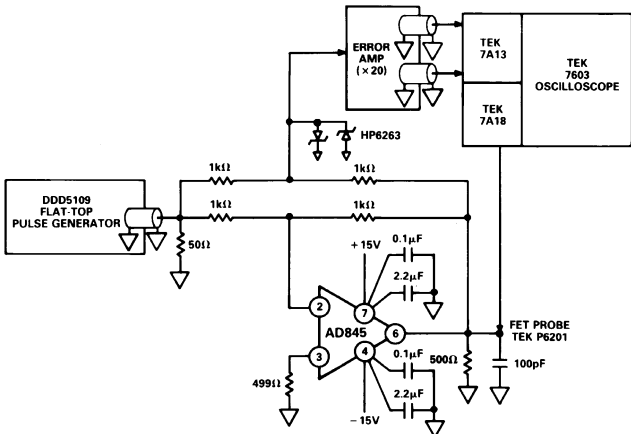 ERROR
AMP
(×20)
TEK
7A13
TEK
7603
OSCILLOSCOPE
TEK
7A18
HP6263
1kΩ
1kΩ
DDD5109
FLAT-TOP
PULSE GENERATOR
1kΩ
1kΩ
50Ω
+15V
0.1µF
2.2µF
2
7
AD845
6
FET PROBE
TEK P6201
3
4
0.1µF
500Ω
100pF
499Ω
2.2µF
−15V